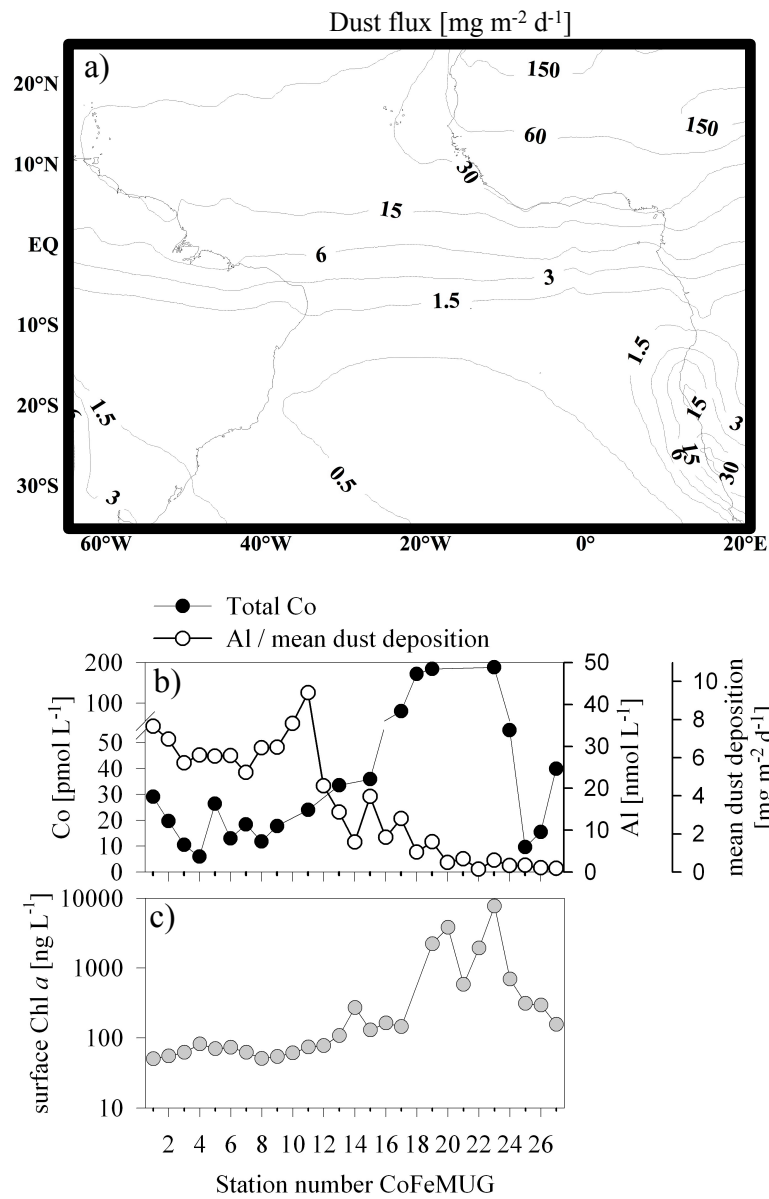 Dust flux [mg m-2 d-1]
a)
20°N
10°N
EQ
10°S
20°S
30°S
150
150
60
30
15
6
3
1.5
1.5
15
3
6
15
30
1.5
6
3
0.5
60°W 40°W 20°W 0° 20°E
Total Co
Al / mean dust deposition
b)
Co [pmol L-1]
200
100
50
40
30
20
10
0
50
40
30
20
10
0
Al [nmol L-1]
10
8
6
4
2
0
mean dust deposition
[mg m-2 d-1]
c)
surface Chl a [ng L-1]
10000
1000
100
10
2 4 6 8 10 12 14 16 18 20 22 24 26
Station number CoFeMUG